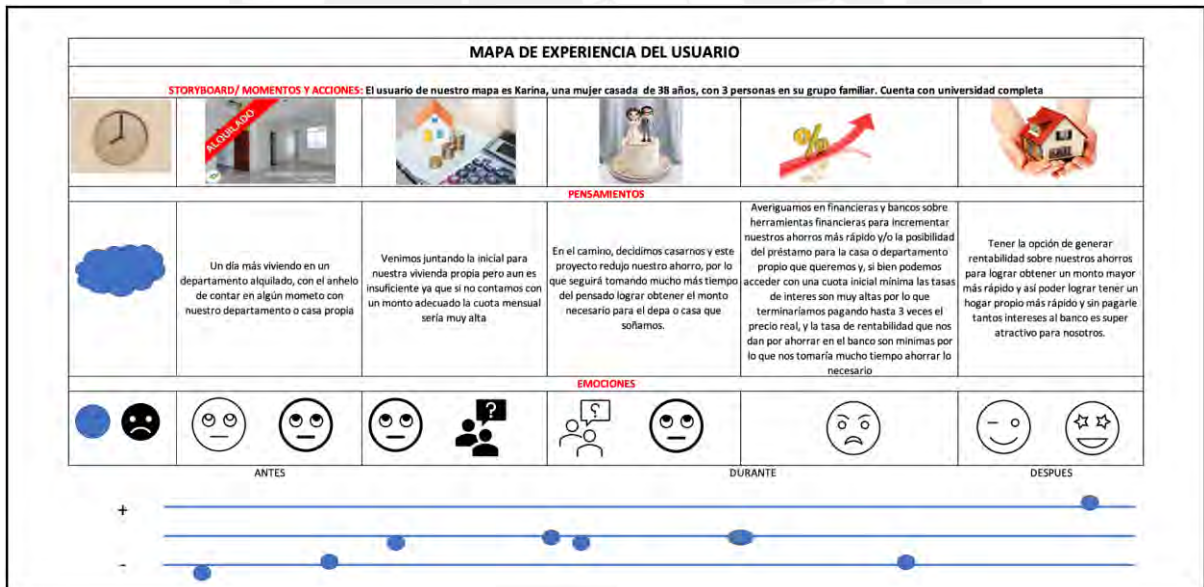 MAPA DE EXPERIENCIA DEL USUARIO
STORYBOARD/ MOMENTOS Y ACCIONES: El usuario de nuestro mapa es Karina, una mujer casada de 38 años, con 3 personas en su grupo familiar. Cuenta con universidad completa
ALQUILADO
%
PENSAMIENTOS
Un día más viviendo en un
departamento alquilado, con el anhelo
de contar en algún mometo con
nuestro departamento o casa propia
Venimos juntando la inicial para
nuestra vivienda propia pero aun es
insuficiente ya que si no contamos con
un monto adecuado la cuota mensual
sería muy alta
En el camino, decidimos casarnos y este
proyecto redujo nuestro ahorro, por lo
que seguirá tomando mucho más tiempo
del pensado lograr obtener el monto
necesario para el depa o casa que
soñamos.
Averiguamos en financieras y bancos sobre
herramientas financieras para incrementar
nuestros ahorros más rápido y/o la posibilidad
del préstamo para la casa o departamento
propio que queremos y, si bien podemos
acceder con una cuota inicial mínima las tasas
de interes son muy altas por lo que
terminaríamos pagando hasta 3 veces el
precio real, y la tasa de rentabilidad que nos
dan por ahorrar en el banco son minimas por
lo que nos tomaría mucho tiempo ahorrar lo
necesario
Tener la opción de generar
rentabilidad sobre nuestros ahorros
para lograr obtener un monto mayor
más rápido y así poder lograr tener un
hogar propio más rápido y sin pagarle
tantos intereses al banco es super
atractivo para nosotros.
EMOCIONES
?
?
ANTES
DURANTE
DESPUES
+
-